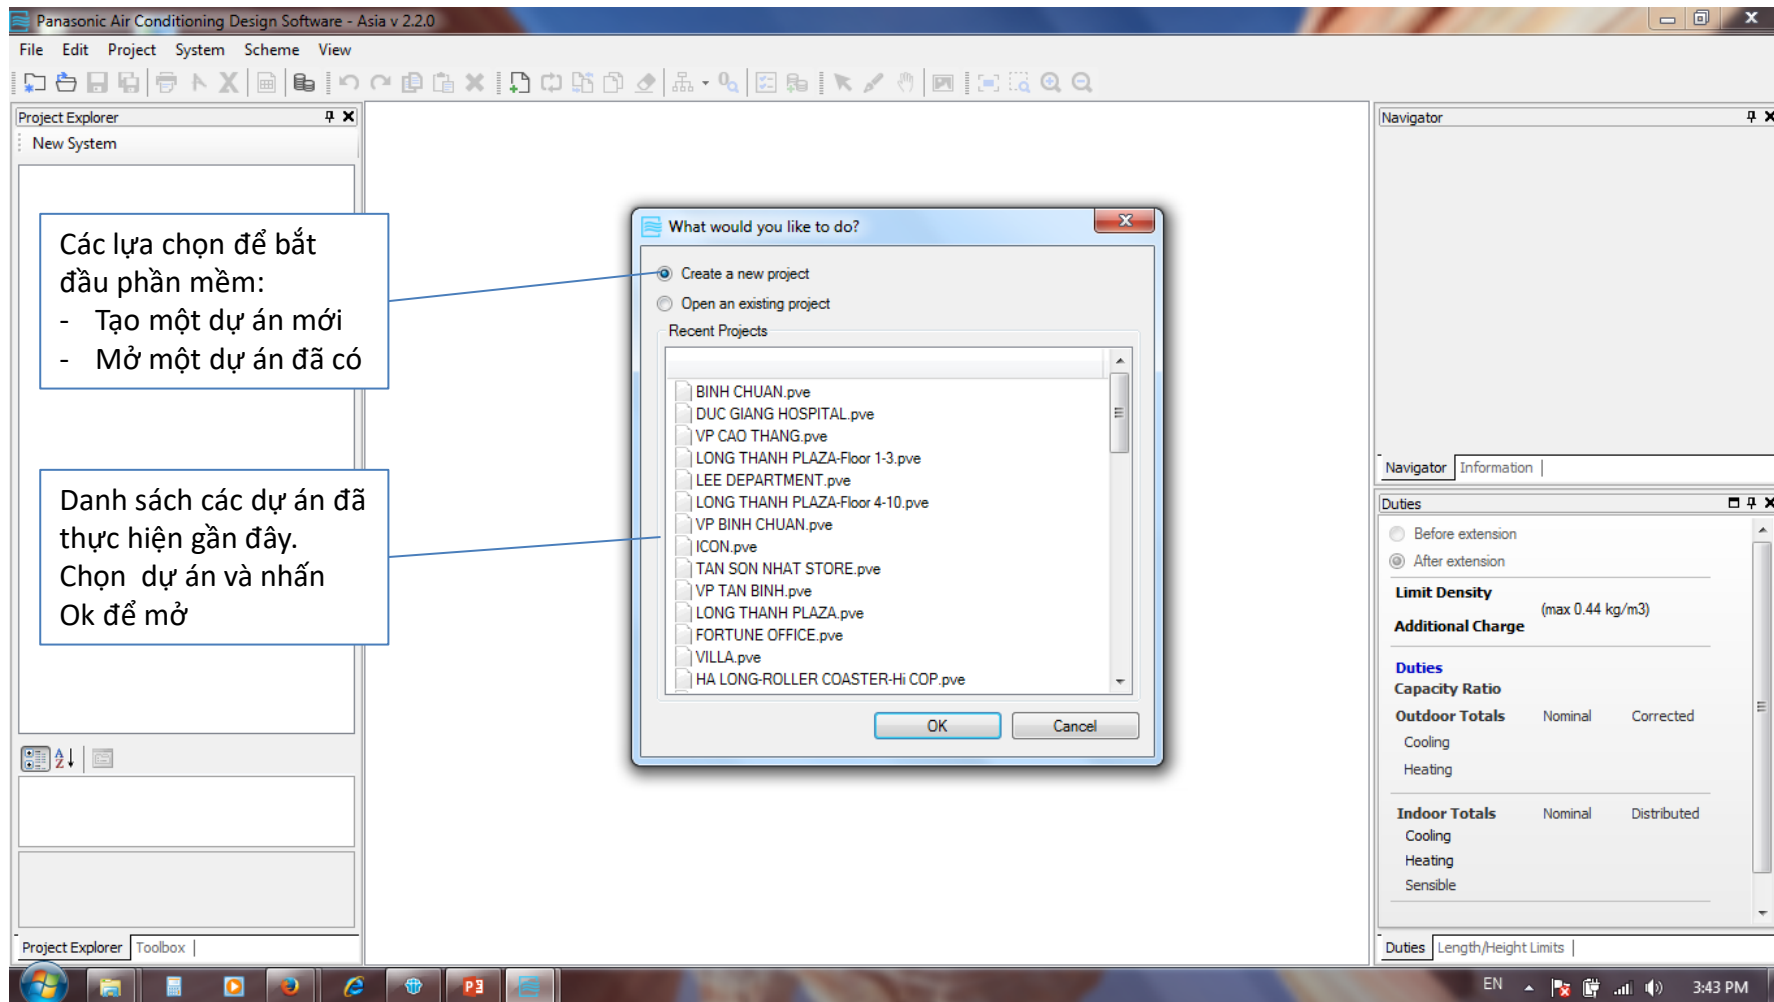 Panasonic Air Conditioning Design Software - Asia v 2.2.0
File Edit Project System Scheme View
Project Explorer
New System
Các lựa chọn để bắt
đầu phần mềm:
- Tạo một dự án mới
- Mở một dự án đã có
Danh sách các dự án đã
thực hiện gần đây.
Chọn dự án và nhấn
Ok để mở
Project Explorer Toolbox
What would you like to do?
Create a new project
Open an existing project
Recent Projects
BINH CHUAN.pve
DUC GIANG HOSPITAL.pve
VP CAO THANG.pve
LONG THANH PLAZA-Floor 1-3.pve
LEE DEPARTMENT.pve
LONG THANH PLAZA-Floor 4-10.pve
VP BINH CHUAN.pve
ICON.pve
TAN SON NHAT STORE.pve
VP TAN BINH.pve
LONG THANH PLAZA.pve
FORTUNE OFFICE.pve
VILLA.pve
HA LONG-ROLLER COASTER-Hi COP.pve
OK Cancel
Navigator
Navigator Information
Duties
Before extension
After extension
Limit Density
(max 0.44 kg/m3)
Additional Charge
Duties
Capacity Ratio
Outdoor Totals Nominal Corrected
Cooling
Heating
Indoor Totals Nominal Distributed
Cooling
Heating
Sensible
Duties Length/Height Limits
EN 3:43 PM